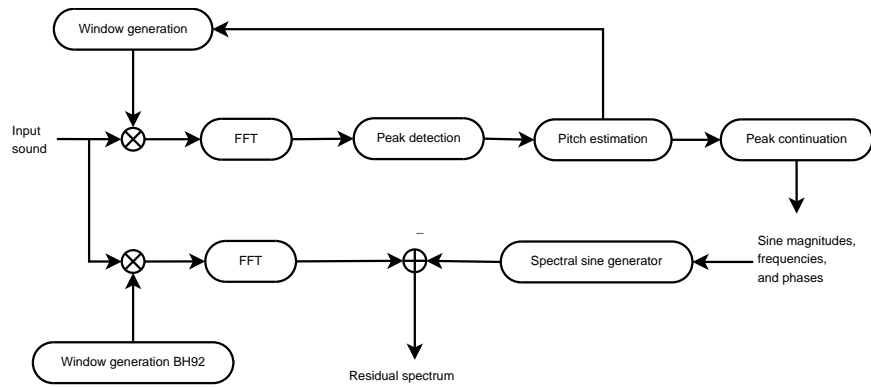 Window generation
Input
sound
FFT
Peak detection
Pitch estimation
Peak continuation
–
Sine magnitudes,
frequencies,
and phases
FFT
Spectral sine generator
Window generation BH92
Residual spectrum